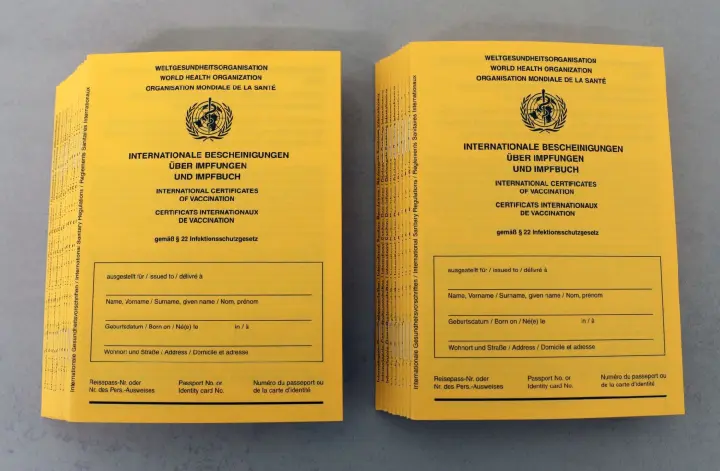 WELTGESUNDHEITSORGANISATION
WORLD HEALTH ORGANIZATION
ORGANISATION MONDIALE DE LA SANTÉ
INTERNATIONALE BESCHEINIGUNGEN
ÜBER IMPFUNGEN
UND IMPFBUCH
INTERNATIONAL CERTIFICATES
OF VACCINATION
CERTIFICATS INTERNATIONAUX
DE VACCINATION
gemäß § 22 Infektionsschutzgesetz
ausgestellt für / issued to / délivré à
Name, Vorname / Surname, given name / Nom, prénom
Geburtsdatum / Born on / Né(e) le in / à
Wohnort und Straße / Address / Domicile et adresse
Reisepass-Nr. oder Passport No. or Numéro du passeport ou
Nr. des Pers.-Ausweises Identity card No. de la carte d'identité
Internationale Gesundheitsvorschriften / International Sanitary Regulations / Règlements Sanitaires Internationaux
WELTGESUNDHEITSORGANISATION
WORLD HEALTH ORGANIZATION
ORGANISATION MONDIALE DE LA SANTÉ
INTERNATIONALE BESCHEINIGUNGEN
ÜBER IMPFUNGEN
UND IMPFBUCH
INTERNATIONAL CERTIFICATES
OF VACCINATION
CERTIFICATS INTERNATIONAUX
DE VACCINATION
gemäß § 22 Infektionsschutzgesetz
ausgestellt für / issued to / délivré à
Name, Vorname / Surname, given name / Nom, prénom
Geburtsdatum / Born on / Né(e) le in / à
Wohnort und Straße / Address / Domicile et adresse
Reisepass-Nr. oder Passport No. or Numéro du passeport ou
Nr. des Pers.-Ausweises Identity card No. de la carte d'identité
Internationale Gesundheitsvorschriften / International Sanitary Regulations / Règlements Sanitaires Internationaux